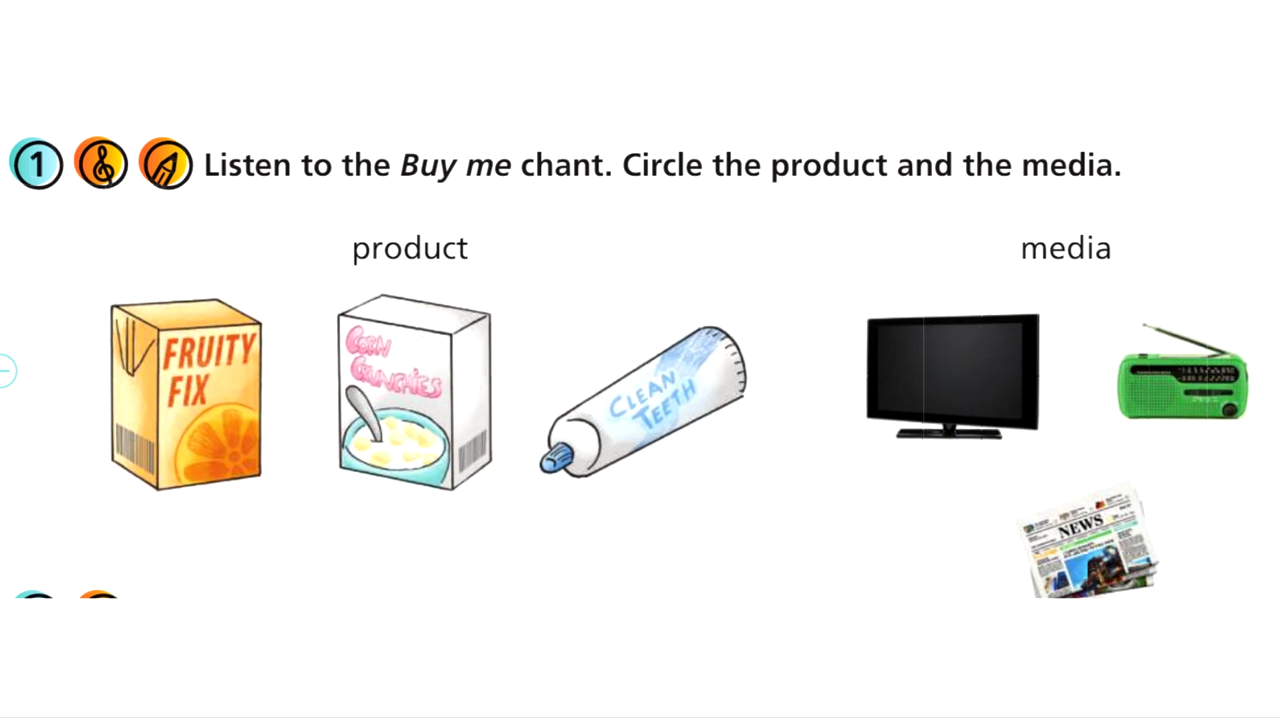 1 Listen to the Buy me chant. Circle the product and the media.
product
media
FRUITY
FIX
CORN
CRUNCHIES
CLEAN
TEETH
NEWS